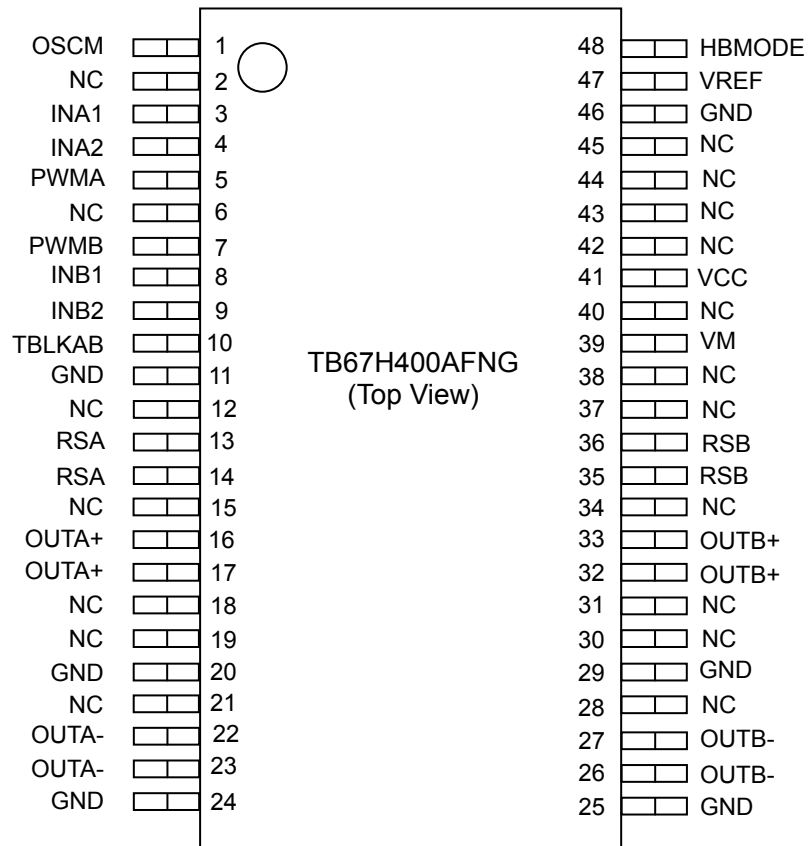 OSCM 1 48 HBMODE
NC 2 47 VREF
INA1 3 46 GND
INA2 4 45 NC
PWMA 5 44 NC
NC 6 43 NC
PWMB 7 42 NC
INB1 8 41 VCC
INB2 9 40 NC
TBLKAB 10 39 VM
GND 11 38 NC
NC 12 37 NC
RSA 13 36 RSB
RSA 14 35 RSB
NC 15 34 NC
OUTA+ 16 33 OUTB+
OUTA+ 17 32 OUTB+
NC 18 31 NC
NC 19 30 NC
GND 20 29 GND
NC 21 28 NC
OUTA- 22 27 OUTB-
OUTA- 23 26 OUTB-
GND 24 25 GND
TB67H400AFNG
(Top View)